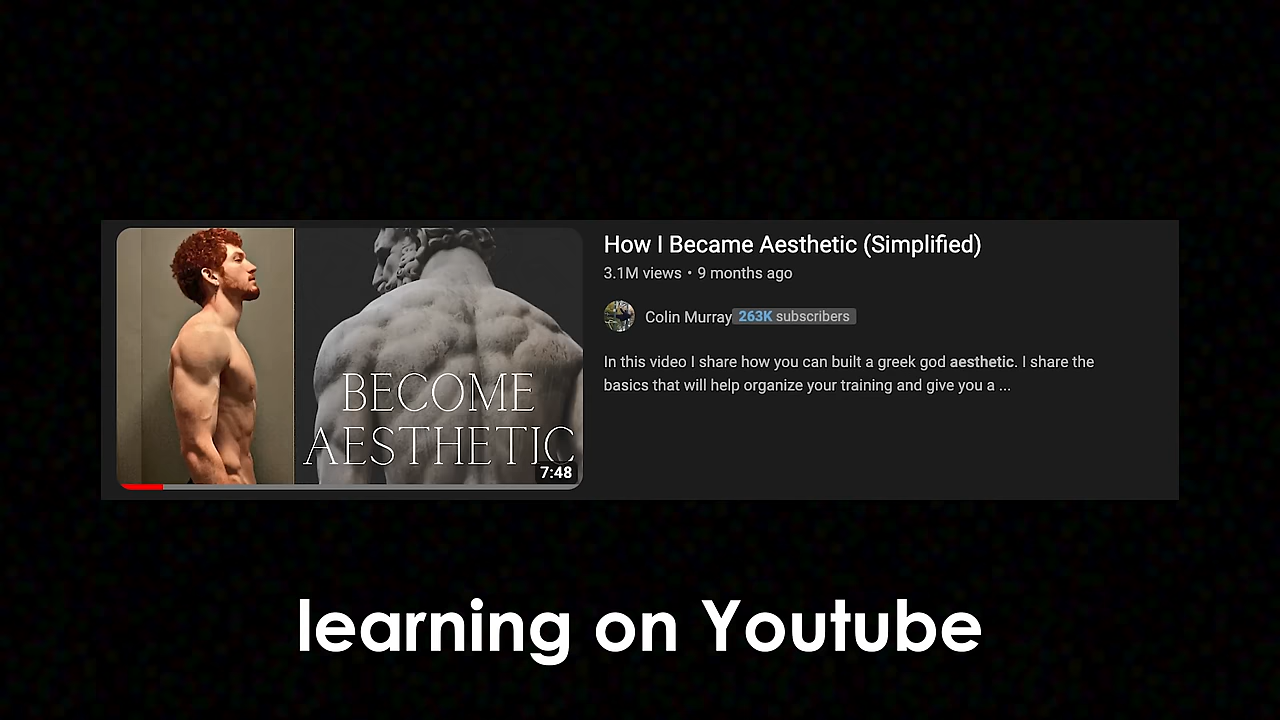 BECOME
AESTHETIC
7:48
How I Became Aesthetic (Simplified)
3.1M views • 9 months ago
Colin Murray 263K subscribers
In this video I share how you can built a greek god aesthetic. I share the
basics that will help organize your training and give you a ...
learning on Youtube